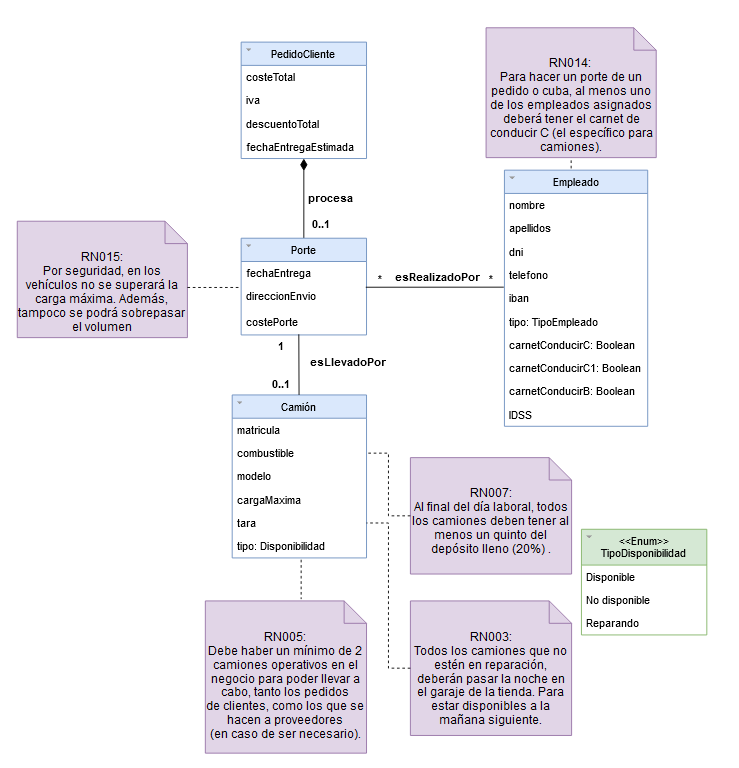 PedidoCliente
costeTotal
iva
descuentoTotal
fechaEntregaEstimada
RN014:
Para hacer un porte de un
pedido o cuba, al menos uno
de los empleados asignados
deberá tener el carnet de
conducir C (el específico para
camiones).
procesa
0..1
Empleado
nombre
apellidos
dni
telefono
iban
tipo: TipoEmpleado
carnetConducirC: Boolean
carnetConducirC1: Boolean
carnetConducirB: Boolean
IDSS
RN015:
Por seguridad, en los
vehículos no se superará la
carga máxima. Además,
tampoco se podrá sobrepasar
el volumen
Porte
fechaEntrega
direccionEnvio
costePorte
* esRealizadoPor *
1
esLlevadoPor
0..1
Camión
matricula
combustible
modelo
cargaMaxima
tara
tipo: Disponibilidad
RN007:
Al final del día laboral, todos
los camiones deben tener al
menos un quinto del
depósito lleno (20%) .
<<Enum>>
TipoDisponibilidad
Disponible
No disponible
Reparando
RN005:
Debe haber un mínimo de 2
camiones operativos en el
negocio para poder llevar a
cabo, tanto los pedidos
de clientes, como los que se
hacen a proveedores
(en caso de ser necesario).
RN003:
Todos los camiones que no
estén en reparación,
deberán pasar la noche en
el garaje de la tienda. Para
estar disponibles a la
mañana siguiente.